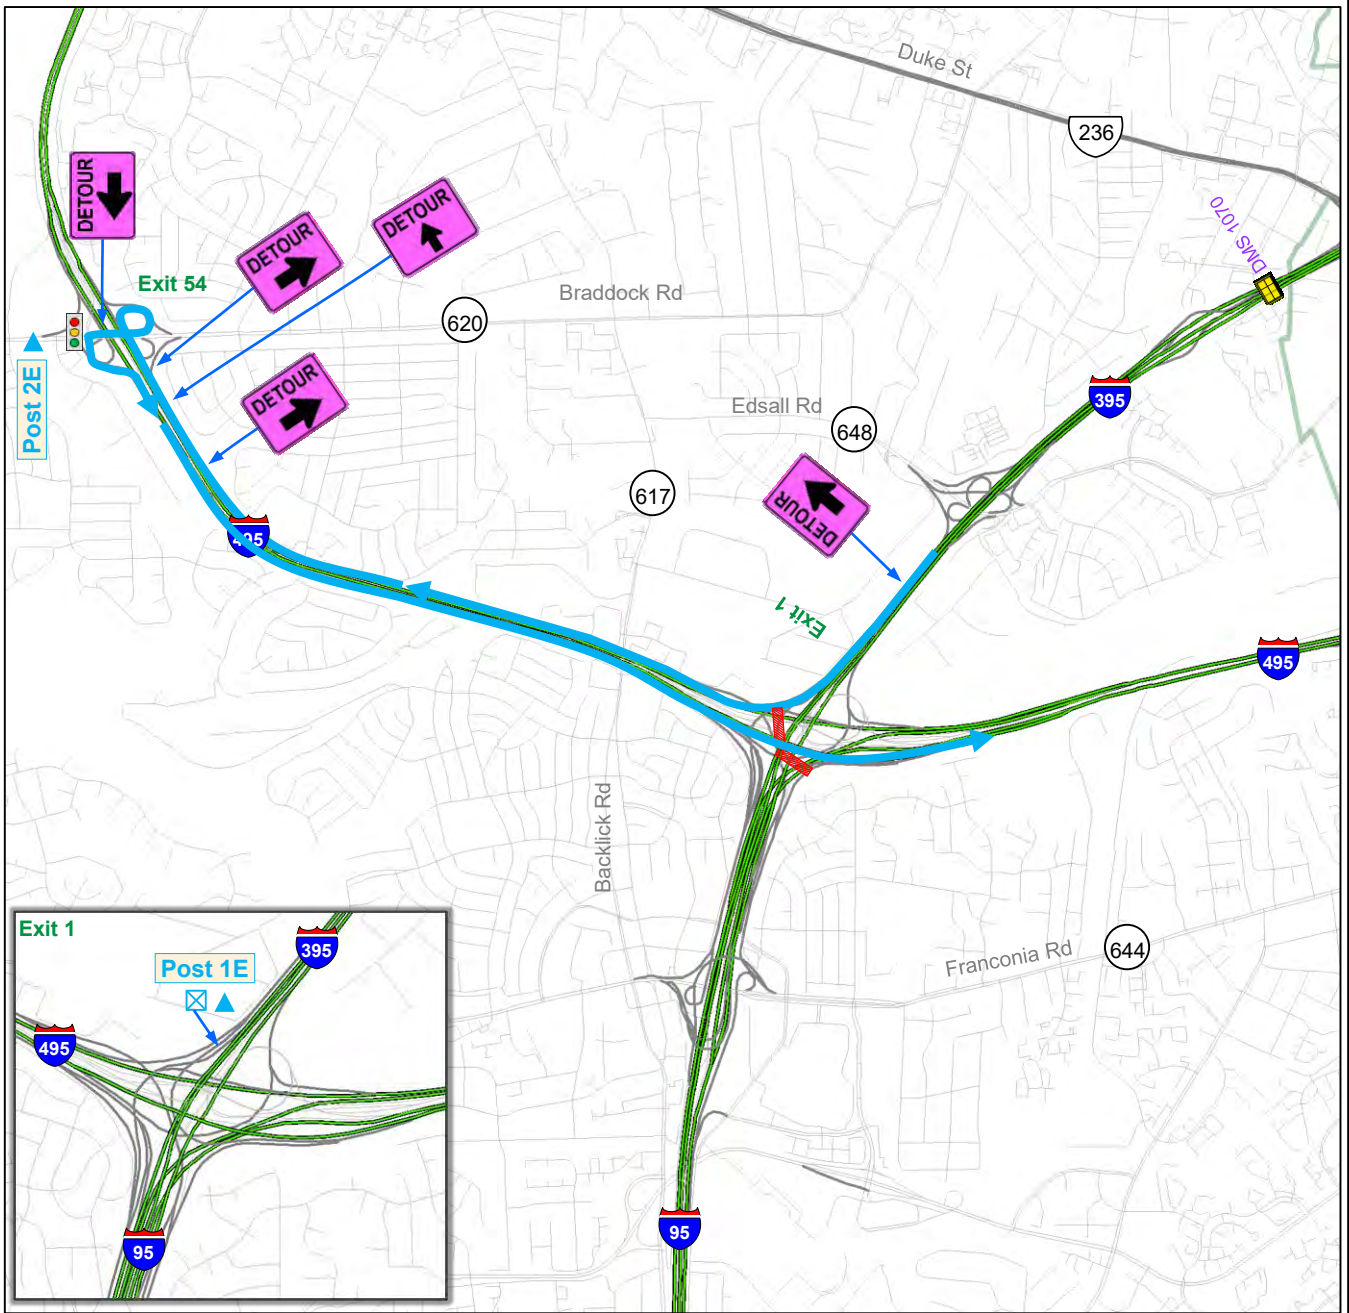 Duke St
236
DMS 1070
DETOUR
DETOUR
DETOUR
Exit 54
Braddock Rd
620
Post 2E
DETOUR
395
Edsall Rd
648
617
DETOUR
495
Exit 1
495
Backlick Rd
Franconia Rd
644
95
Exit 1
395
Post 1E
495
95